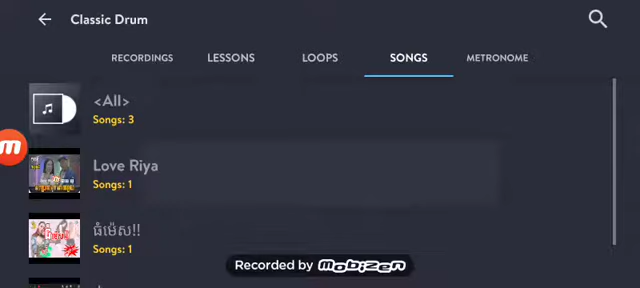 Classic Drum
RECORDINGS LESSONS LOOPS SONGS METRONOME
<All>
Songs: 3
Love Riya
Songs: 1
ធំម៉េស!!
Songs: 1
Recorded by mobizen